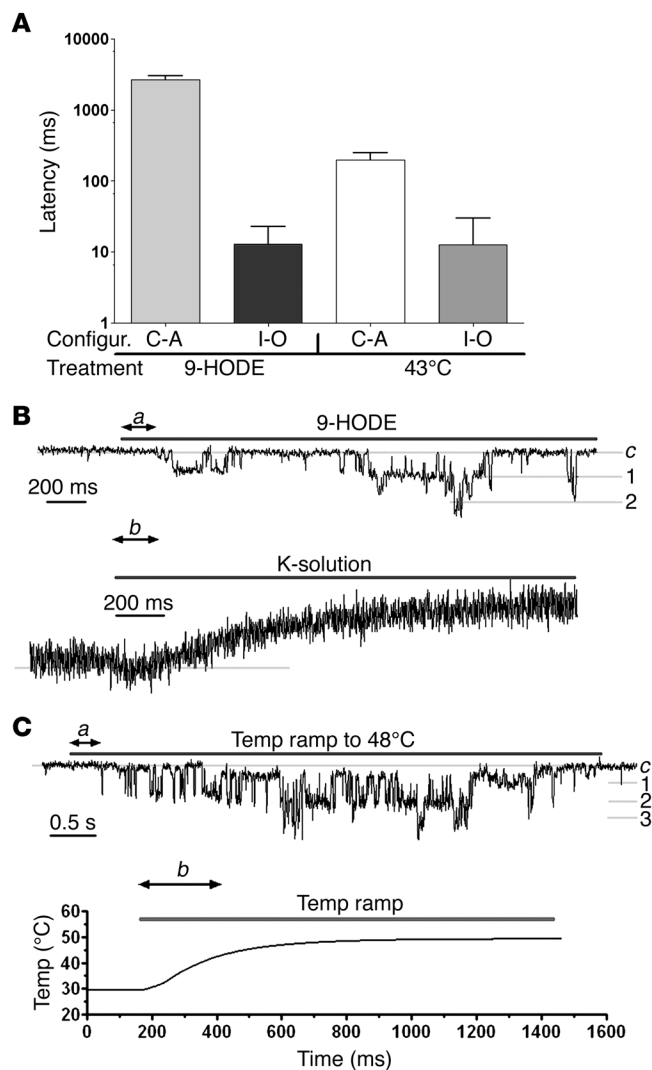 A
10000
1000
100
10
1
Latency (ms)
Configur. C-A I-O C-A I-O
Treatment 9-HODE 43°C
B
a
9-HODE
c
1
2
200 ms
b
K-solution
200 ms
C
a
Temp ramp to 48°C
c
1
2
3
0.5 s
b
Temp ramp
60
50
40
30
20
Temp (°C)
0 200 400 600 800 1000 1200 1400 1600
Time (ms)